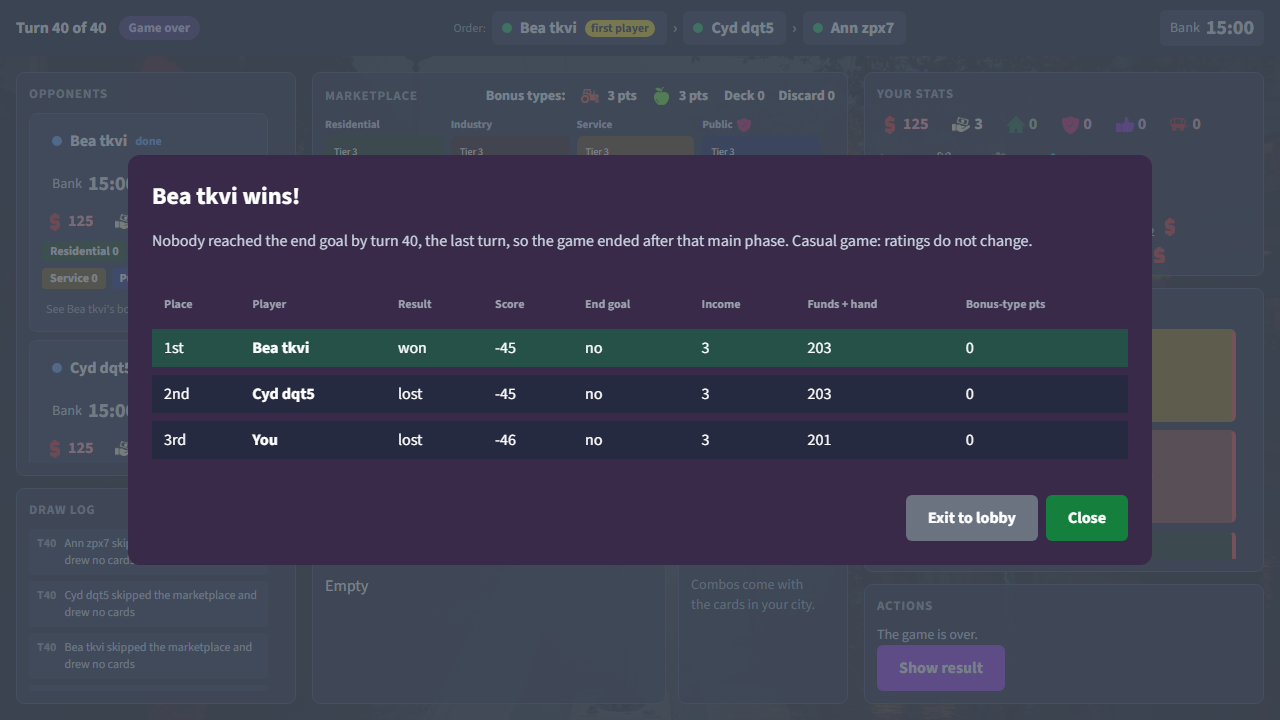 Turn 40 of 40 Game over Order: Bea tkvi first player › Cyd dqt5 › Ann zpx7 Bank 15:00
OPPONENTS
Bea tkvi done
Bank 15:00
125
Residential 0
Service 0
See Bea tkvi's
Cyd dqt5
Bank 15:00
125
MARKETPLACE Bonus types: 3 pts 3 pts Deck 0 Discard 0
Residential Industry Service Public
Tier 3 Tier 3 Tier 3 Tier 3
YOUR STATS
125 3 0 0 0 0
Bea tkvi wins!
Nobody reached the end goal by turn 40, the last turn, so the game ended after that main phase. Casual game: ratings do not change.
Place Player Result Score End goal Income Funds + hand Bonus-type pts
1st Bea tkvi won -45 no 3 203 0
2nd Cyd dqt5 lost -45 no 3 203 0
3rd You lost -46 no 3 201 0
Exit to lobby Close
DRAW LOG
T40 Ann zpx7
drew no cards
T40 Cyd dqt5 skipped the marketplace and
drew no cards
T40 Bea tkvi skipped the marketplace and
drew no cards
Empty
Combos come with
the cards in your city.
ACTIONS
The game is over.
Show result